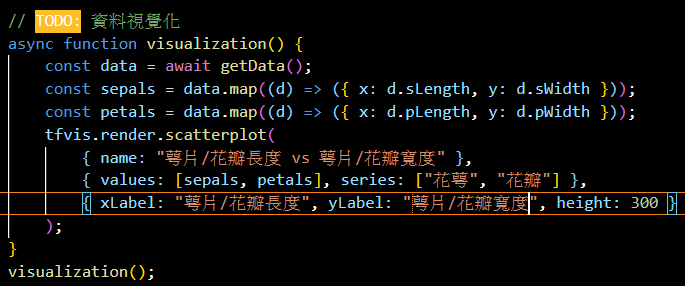 // TODO: 資料視覺化
async function visualization() {
    const data = await getData();
    const sepals = data.map((d) => ({ x: d.sLength, y: d.sWidth }));
    const petals = data.map((d) => ({ x: d.pLength, y: d.pWidth }));
    tfvis.render.scatterplot(
        { name: "萼片/花瓣長度 vs 萼片/花瓣寬度" },
        { values: [sepals, petals], series: ["花萼", "花瓣"] },
        { xLabel: "萼片/花瓣長度", yLabel: "萼片/花瓣寬度", height: 300 }
    );
}
visualization();